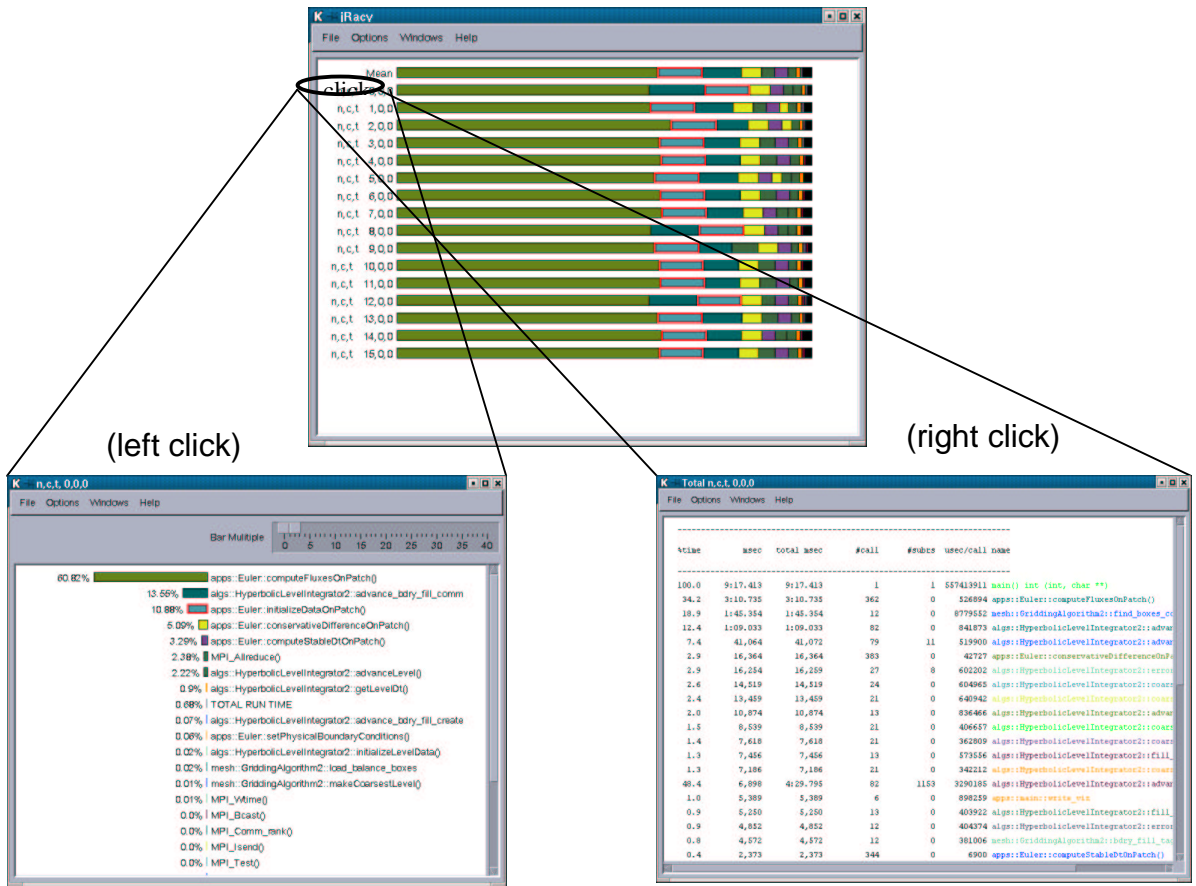 jRacy
File Options Windows Help
Mean
click 0,0,0
n,c,t 1,0,0
n,c,t 2,0,0
n,c,t 3,0,0
n,c,t 4,0,0
n,c,t 5,0,0
n,c,t 6,0,0
n,c,t 7,0,0
n,c,t 8,0,0
n,c,t 9,0,0
n,c,t 10,0,0
n,c,t 11,0,0
n,c,t 12,0,0
n,c,t 13,0,0
n,c,t 14,0,0
n,c,t 15,0,0
(left click)
(right click)
n,c,t, 0,0,0
File Options Windows Help
Bar Mulitiple
0 5 10 15 20 25 30 35 40
60.82% apps::Euler::computeFluxesOnPatch()
13.55% algs::HyperbolicLevelIntegrator2::advance_bdry_fill_comm
10.88% apps::Euler::initializeDataOnPatch()
5.09% apps::Euler::conservativeDifferenceOnPatch()
3.29% apps::Euler::computeStableDtOnPatch()
2.38% MPI_Allreduce()
2.22% algs::HyperbolicLevelIntegrator2::advanceLevel()
0.9% algs::HyperbolicLevelIntegrator2::getLevelDt()
0.68% TOTAL RUN TIME
0.07% algs::HyperbolicLevelIntegrator2::advance_bdry_fill_create
0.06% apps::Euler::setPhysicalBoundaryConditions()
0.02% algs::HyperbolicLevelIntegrator2::initializeLevelData()
0.02% mesh::GriddingAlgorithm2::load_balance_boxes
0.01% mesh::GriddingAlgorithm2::makeCoarsestLevel()
0.01% MPI_Wtime()
0.0% MPI_Bcast()
0.0% MPI_Comm_rank()
0.0% MPI_Isend()
0.0% MPI_Test()
Total n,c,t, 0,0,0
File Options Windows Help
%time msec total msec #call #subrs usec/call name
100.0 9:17.413 9:17.413 1 1 557413911 main() int (int, char **)
34.2 3:10.735 3:10.735 362 0 526894 apps::Euler::computeFluxesOnPatch()
18.9 1:45.354 1:45.354 12 0 8779552 mesh::GriddingAlgorithm2::find_boxes_co
12.4 1:09.033 1:09.033 82 0 841873 algs::HyperbolicLevelIntegrator2::advan
7.4 41,064 41,072 79 11 519900 algs::HyperbolicLevelIntegrator2::advan
2.9 16,364 16,364 383 0 42727 apps::Euler::conservativeDifferenceOnPa
2.9 16,254 16,259 27 8 602202 algs::HyperbolicLevelIntegrator2::error
2.6 14,519 14,519 24 0 604965 algs::HyperbolicLevelIntegrator2::coars
2.4 13,459 13,459 21 0 640942 algs::HyperbolicLevelIntegrator2::coars
2.0 10,874 10,874 13 0 836466 algs::HyperbolicLevelIntegrator2::advan
1.5 8,539 8,539 21 0 406657 algs::HyperbolicLevelIntegrator2::coars
1.4 7,618 7,618 21 0 362809 algs::HyperbolicLevelIntegrator2::coars
1.3 7,456 7,456 13 0 573556 algs::HyperbolicLevelIntegrator2::fill_
1.3 7,186 7,186 21 0 342212 algs::HyperbolicLevelIntegrator2::coars
48.4 6,898 4:29.795 82 1153 3290185 algs::HyperbolicLevelIntegrator2::advan
1.0 5,389 5,389 6 0 898259 apps::main::write_viz
0.9 5,250 5,250 13 0 403922 algs::HyperbolicLevelIntegrator2::fill_
0.9 4,852 4,852 12 0 404374 algs::HyperbolicLevelIntegrator2::error
0.8 4,572 4,572 12 0 381006 mesh::GriddingAlgorithm2::bdry_fill_tag
0.4 2,373 2,373 344 0 6900 apps::Euler::computeStableDtOnPatch()